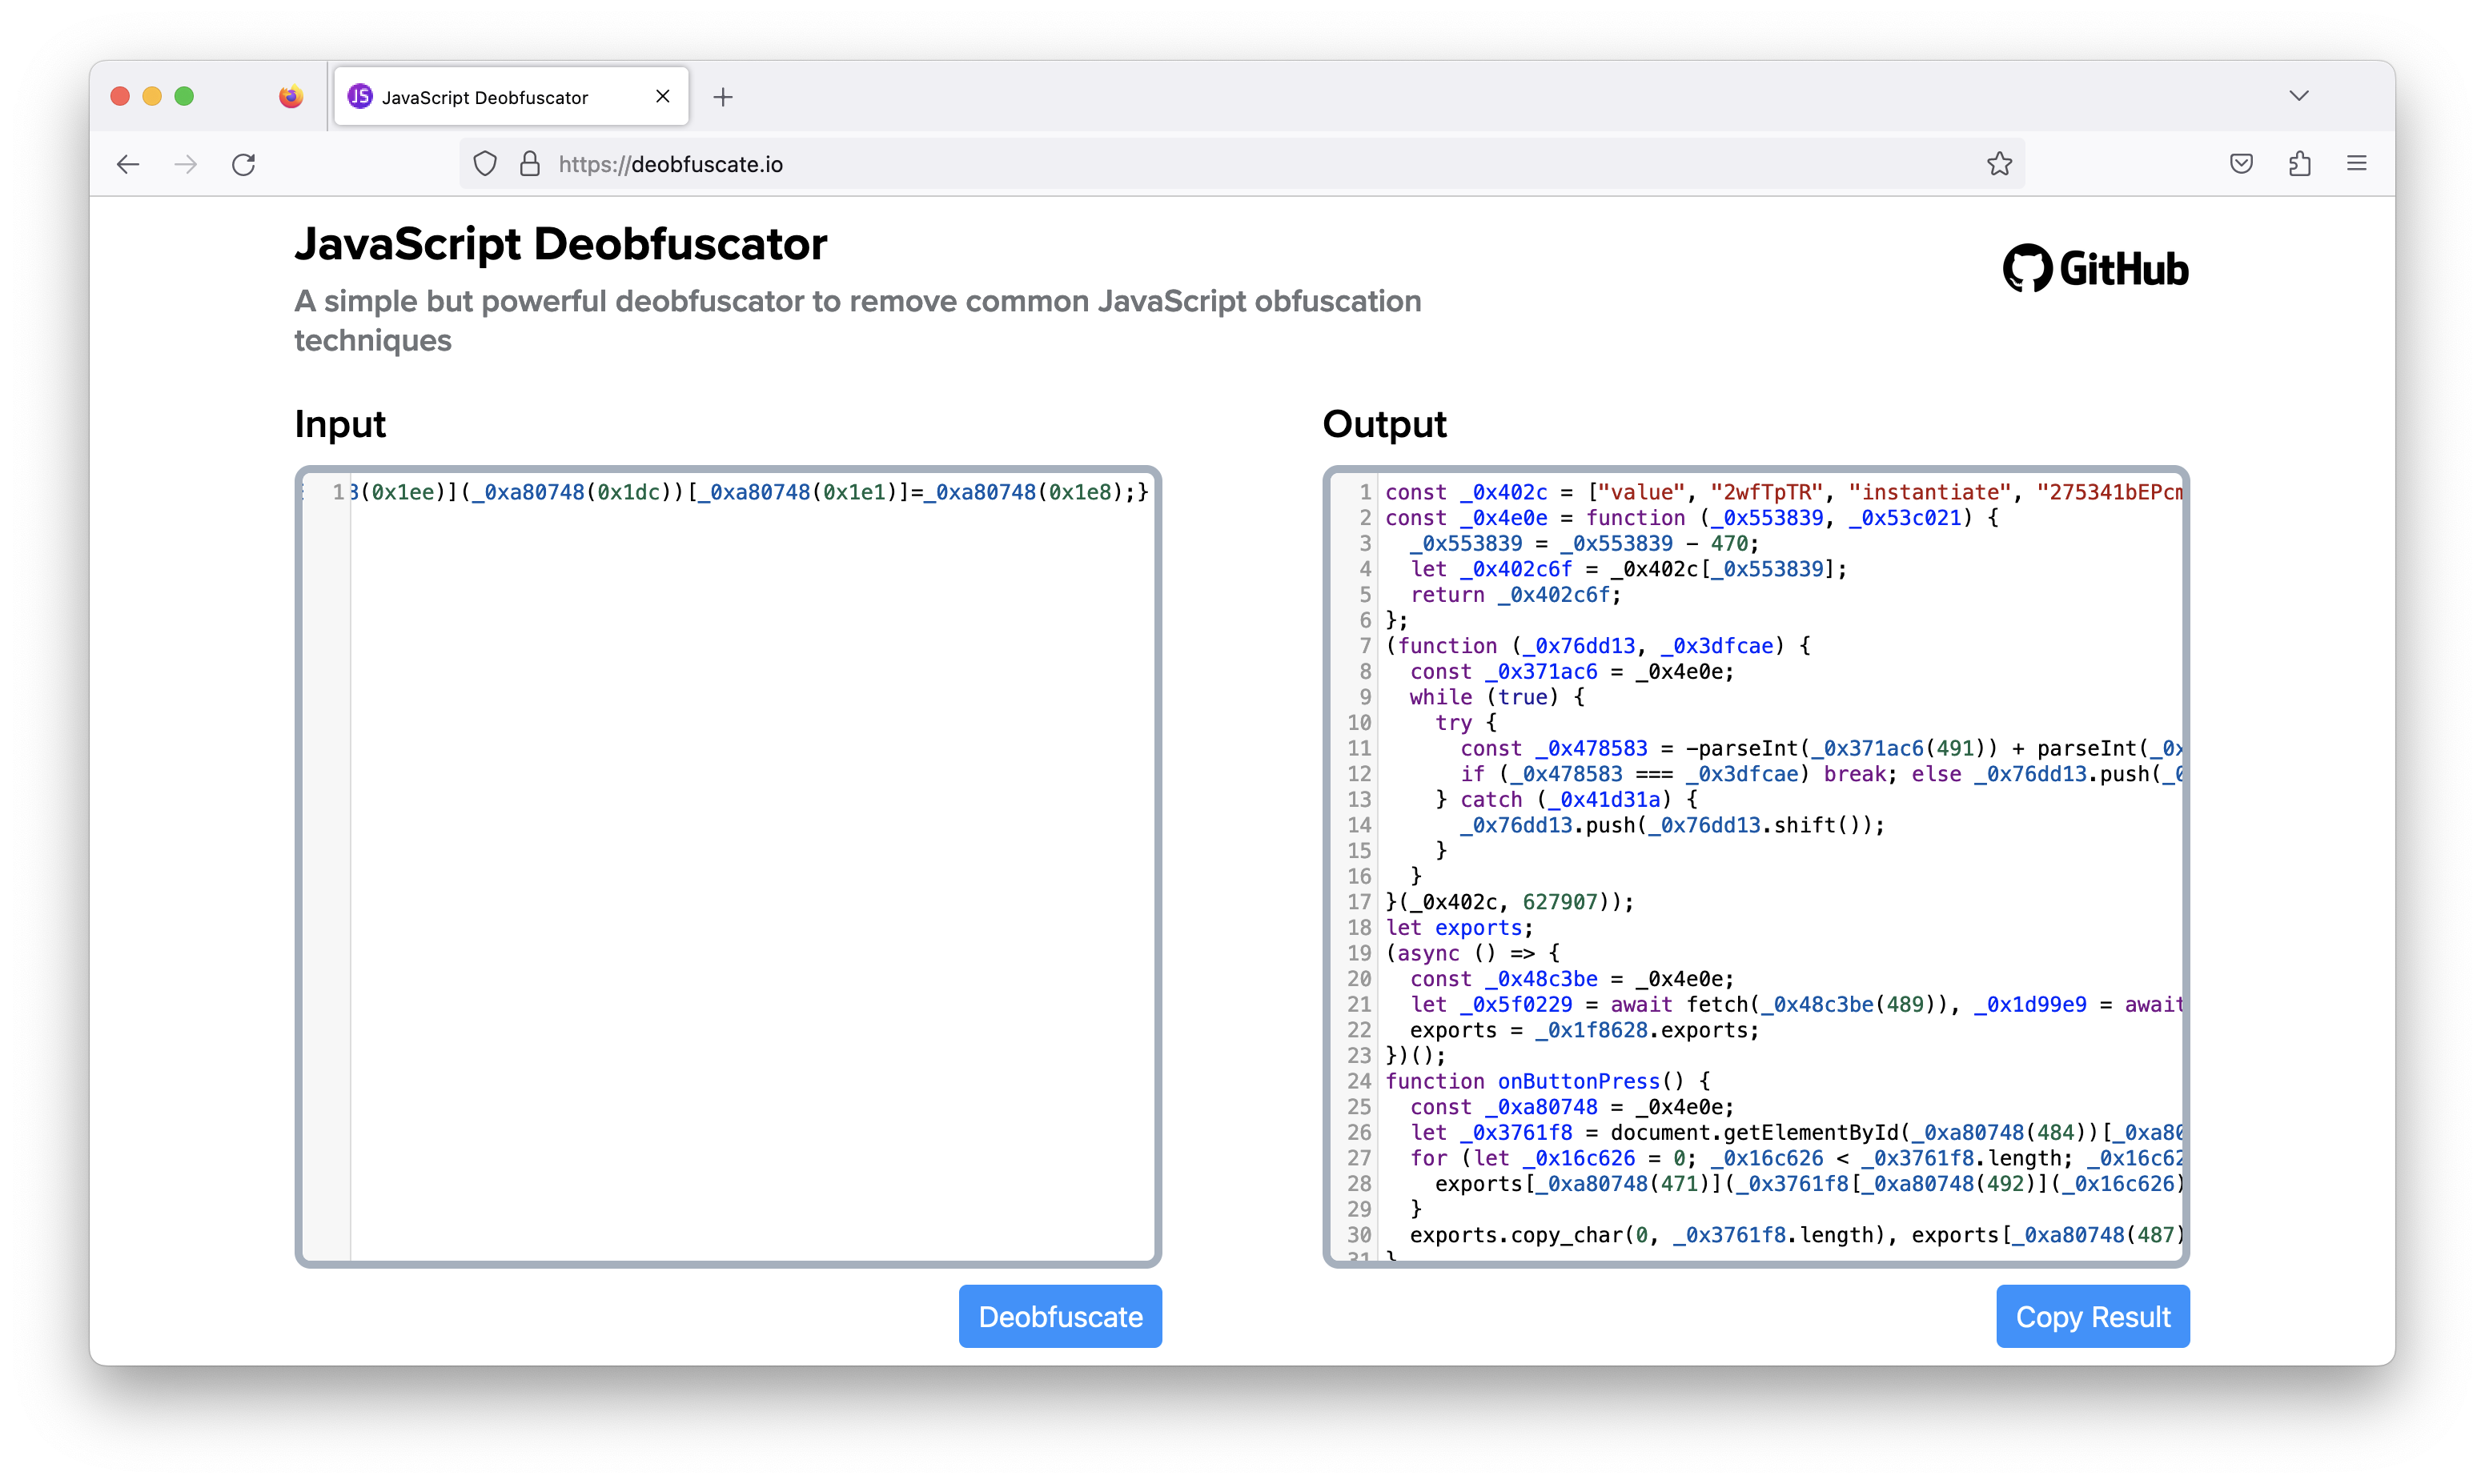 JavaScript Deobfuscator
https://deobfuscate.io
JavaScript Deobfuscator
GitHub
A simple but powerful deobfuscator to remove common JavaScript obfuscation
techniques
Input
1 3(0x1ee)](_0xa80748(0x1dc))[_0xa80748(0x1e1)]=_0xa80748(0x1e8);}
Deobfuscate
Output
1 const _0x402c = ["value", "2wfTpTR", "instantiate", "275341bEPcm
2 const _0x4e0e = function (_0x553839, _0x53c021) {
3 _0x553839 = _0x553839 - 470;
4 let _0x402c6f = _0x402c[_0x553839];
5 return _0x402c6f;
6 };
7 (function (_0x76dd13, _0x3dfcae) {
8 const _0x371ac6 = _0x4e0e;
9 while (true) {
10 try {
11 const _0x478583 = -parseInt(_0x371ac6(491)) + parseInt(_0x
12 if (_0x478583 === _0x3dfcae) break; else _0x76dd13.push(_0
13 } catch (_0x41d31a) {
14 _0x76dd13.push(_0x76dd13.shift());
15 }
16 }
17 }(_0x402c, 627907));
18 let exports;
19 (async () => {
20 const _0x48c3be = _0x4e0e;
21 let _0x5f0229 = await fetch(_0x48c3be(489)), _0x1d99e9 = await
22 exports = _0x1f8628.exports;
23 })();
24 function onButtonPress() {
25 const _0xa80748 = _0x4e0e;
26 let _0x3761f8 = document.getElementById(_0xa80748(484))[_0xa80
27 for (let _0x16c626 = 0; _0x16c626 < _0x3761f8.length; _0x16c62
28 exports[_0xa80748(471)](_0x3761f8[_0xa80748(492)](_0x16c626)
29 }
30 exports.copy_char(0, _0x3761f8.length), exports[_0xa80748(487)
31 }
Copy Result